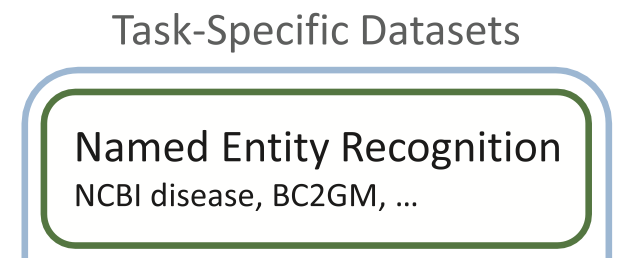 Task-Specific Datasets
Named Entity Recognition
NCBI disease, BC2GM, ...